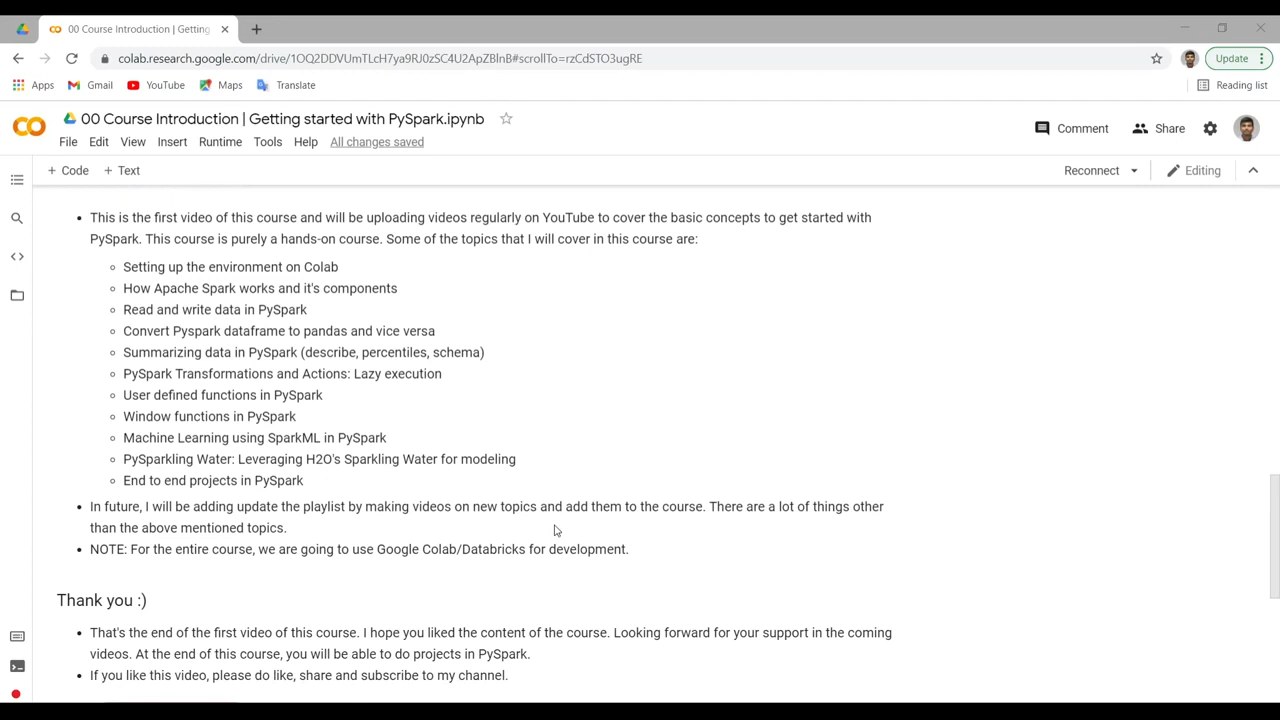 00 Course Introduction | Getting
colab.research.google.com/drive/1OQ2DDVUmTLcH7ya9RJ0zSC4U2ApZBlnB#scrollTo=rzCdSTO3ugRE
Update
Apps
Gmail
YouTube
Maps
Translate
Reading list
00 Course Introduction | Getting started with PySpark.ipynb
Comment
Share
File Edit View Insert Runtime Tools Help All changes saved
+ Code + Text
Reconnect
Editing
This is the first video of this course and will be uploading videos regularly on YouTube to cover the basic concepts to get started with
PySpark. This course is purely a hands-on course. Some of the topics that I will cover in this course are:
Setting up the environment on Colab
How Apache Spark works and it's components
Read and write data in PySpark
Convert Pyspark dataframe to pandas and vice versa
Summarizing data in PySpark (describe, percentiles, schema)
PySpark Transformations and Actions: Lazy execution
User defined functions in PySpark
Window functions in PySpark
Machine Learning using SparkML in PySpark
PySparkling Water: Leveraging H2O's Sparkling Water for modeling
End to end projects in PySpark
In future, I will be adding update the playlist by making videos on new topics and add them to the course. There are a lot of things other
than the above mentioned topics.
NOTE: For the entire course, we are going to use Google Colab/Databricks for development.
Thank you :)
That's the end of the first video of this course. I hope you liked the content of the course. Looking forward for your support in the coming
videos. At the end of this course, you will be able to do projects in PySpark.
If you like this video, please do like, share and subscribe to my channel.